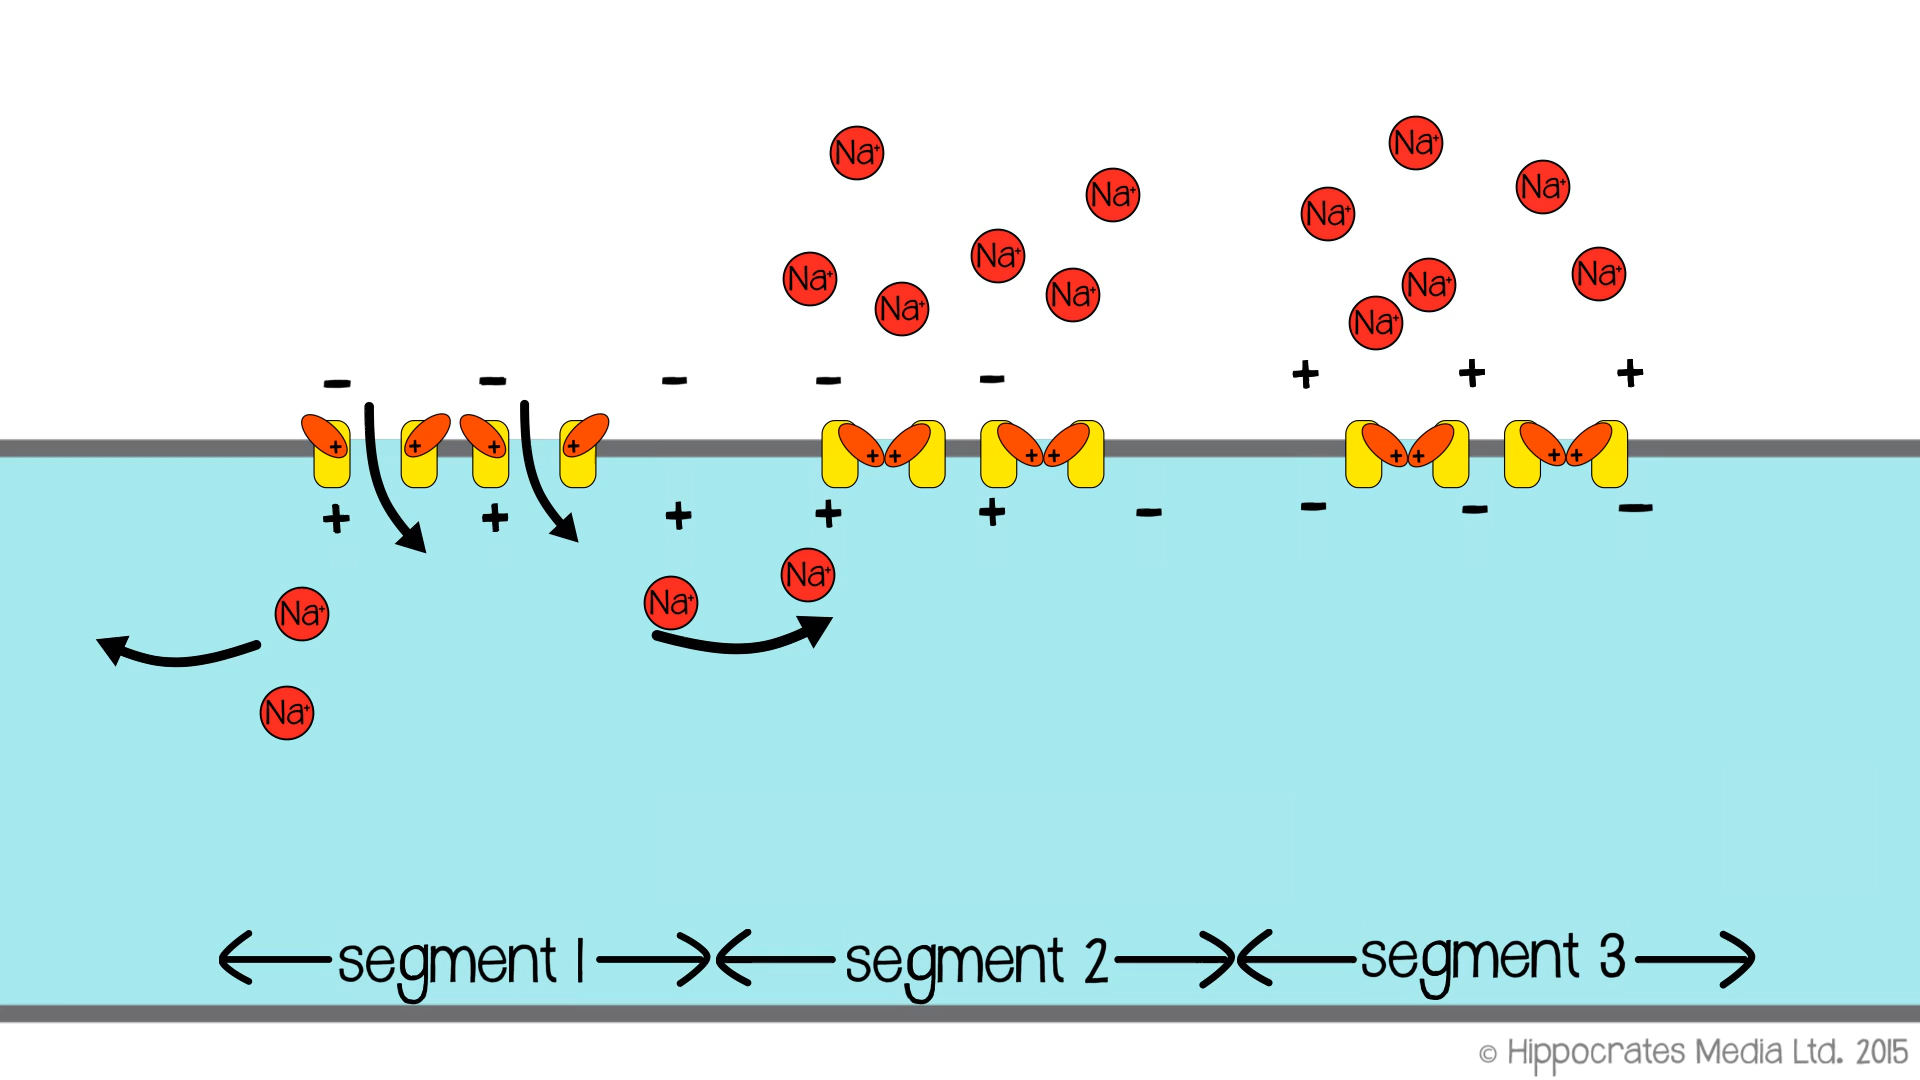 Na+
Na+
Na+
Na+
Na+
Na+
Na+
Na+
Na+
Na+
Na+
Na+
− − − − − + + +
+ + + + + + + + + + + +
+ + + + + − − − −
Na+
Na+
Na+
Na+
segment 1 segment 2 segment 3
© Hippocrates Media Ltd. 2015